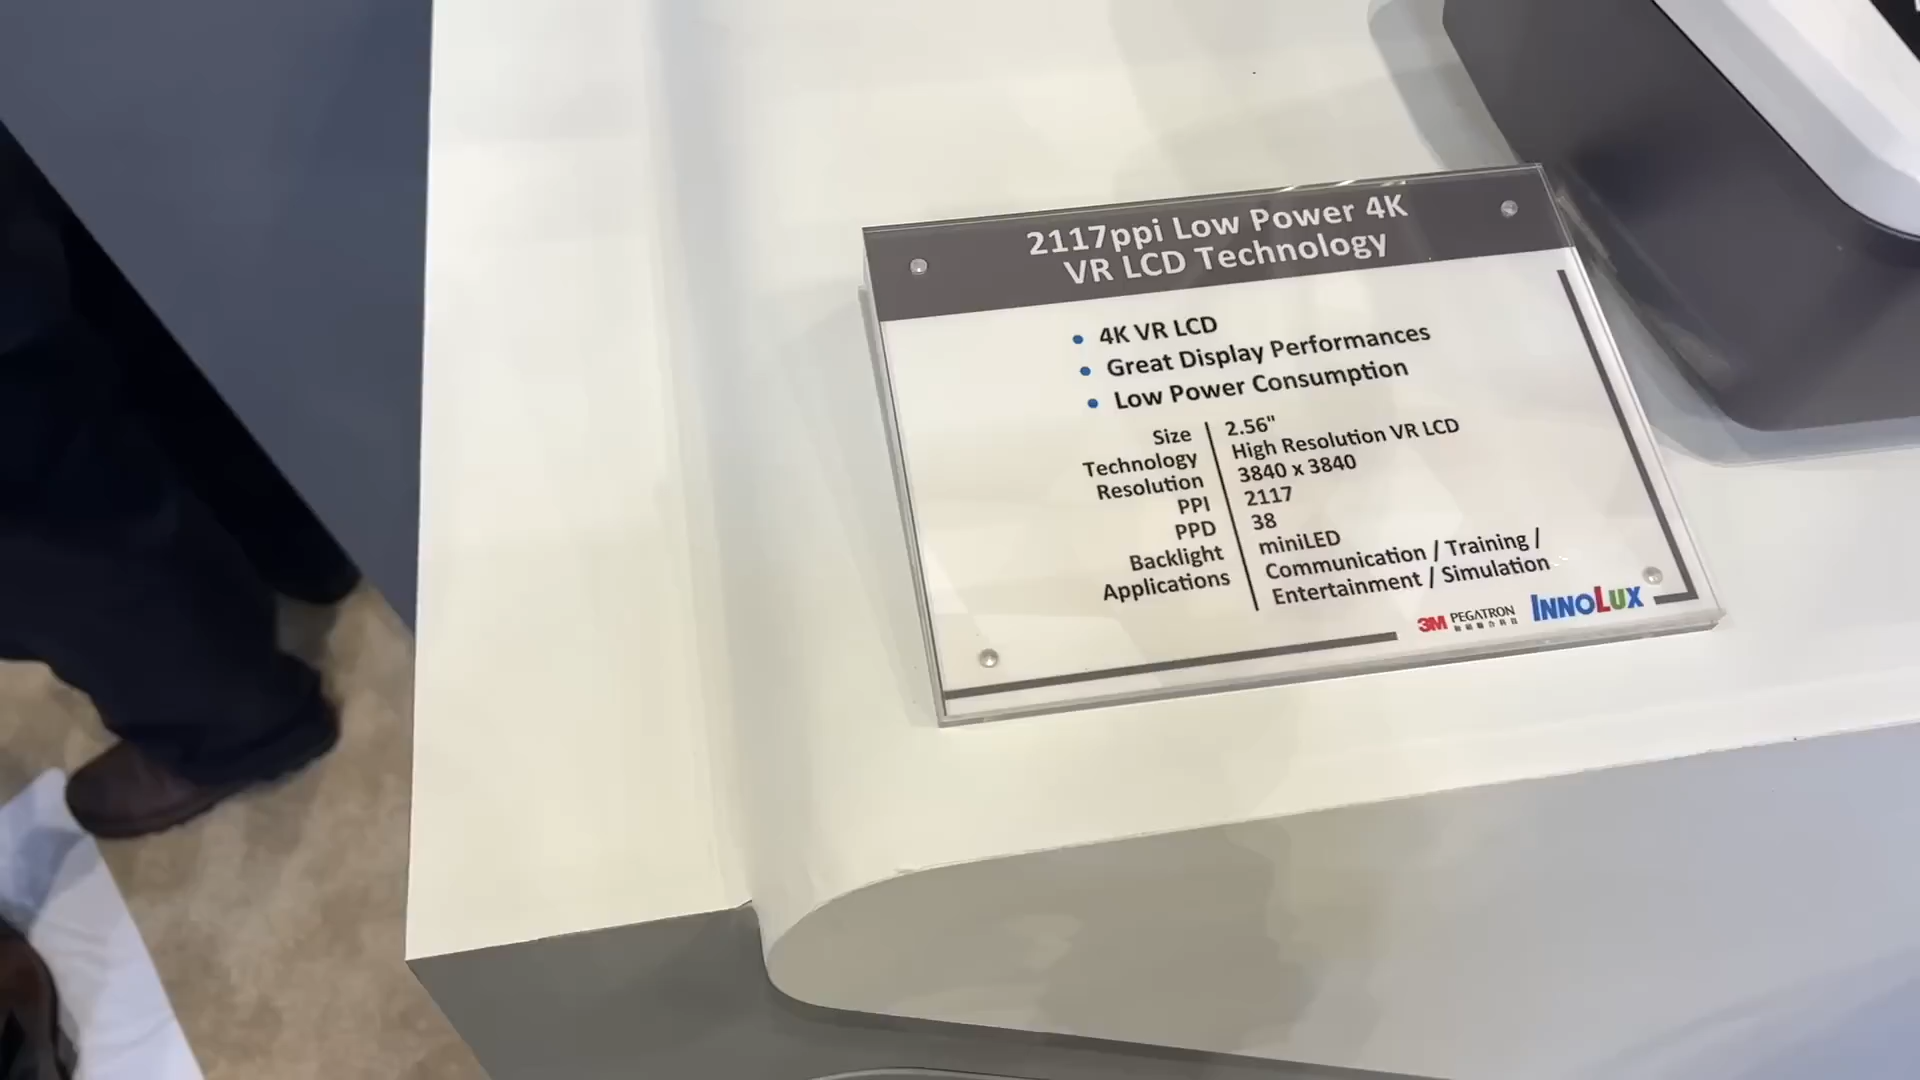 2117ppi Low Power 4K
VR LCD Technology
• 4K VR LCD
• Great Display Performances
• Low Power Consumption
Size 2.56"
Technology High Resolution VR LCD
Resolution 3840 x 3840
PPI 2117
PPD 38
Backlight miniLED
Applications Communication / Training /
Entertainment / Simulation
3M PEGATRON INNOLUX